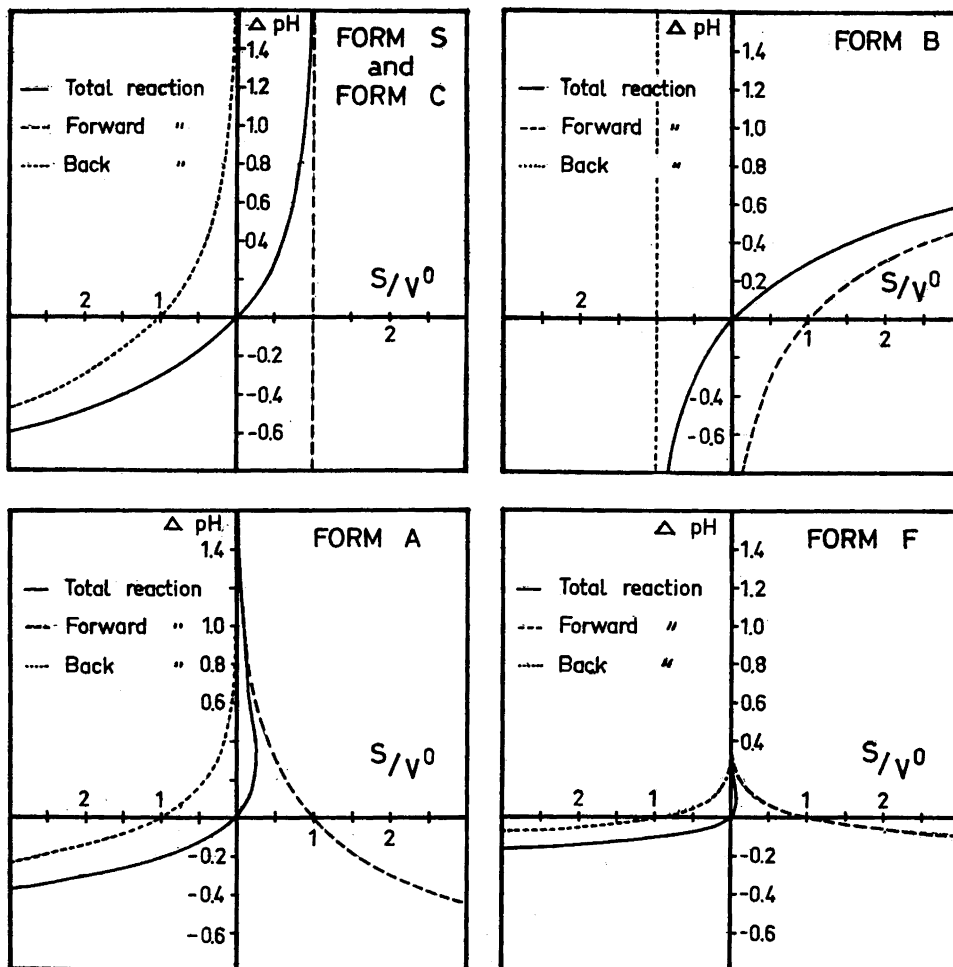 Δ pH
FORM S
and
FORM C
— Total reaction
--- Forward "
...... Back "
1.4
1.2
1.0
0.8
0.6
0.4
S/V⁰
2
1
2
-0.2
-0.4
-0.6
Δ pH
FORM B
— Total reaction
--- Forward "
...... Back "
1.4
1.2
1.0
0.8
0.6
0.4
0.2
S/V⁰
2
1
2
-0.4
-0.6
Δ pH
FORM A
— Total reaction
--- Forward "
...... Back "
1.4
1.0
0.8
0.6
S/V⁰
2
1
1
2
-0.2
-0.4
-0.6
Δ pH
FORM F
— Total reaction
--- Forward "
...... Back "
1.4
1.2
1.0
0.8
0.6
0.4
S/V⁰
2
1
1
2
-0.2
-0.4
-0.6